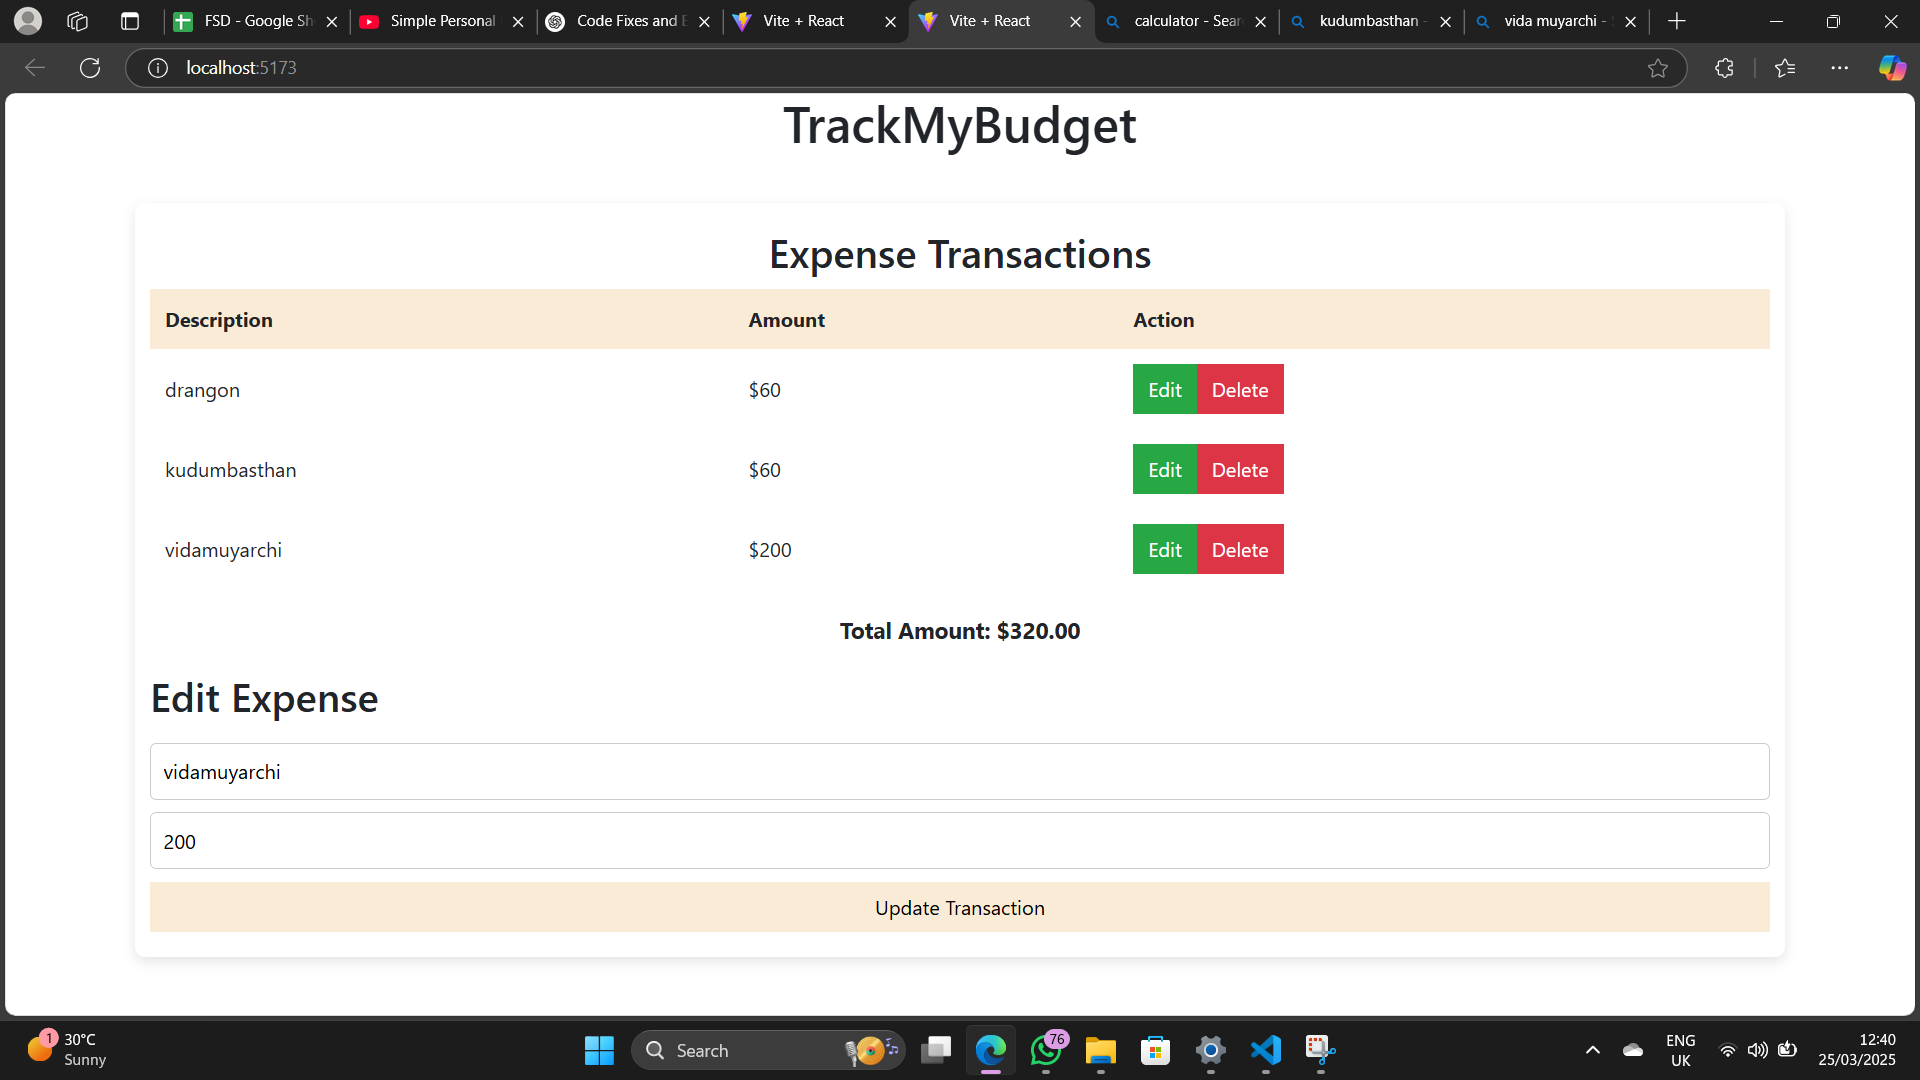 FSD - Google Sh
Simple Personal
Code Fixes and E
Vite + React
Vite + React
calculator - Sear
kudumbasthan -
vida muyarchi - S
localhost:5173
TrackMyBudget
Expense Transactions
Description Amount Action
drangon $60 Edit Delete
kudumbasthan $60 Edit Delete
vidamuyarchi $200 Edit Delete
Total Amount: $320.00
Edit Expense
vidamuyarchi
200
Update Transaction
1
30°C
Sunny
Search
76
ENG
UK
12:40
25/03/2025